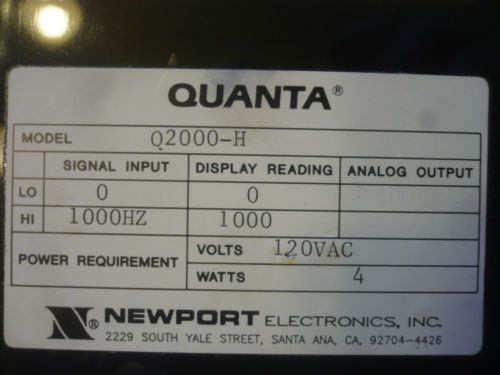 QUANTA®
MODEL Q2000-H
SIGNAL INPUT DISPLAY READING ANALOG OUTPUT
LO 0 0
HI 1000HZ 1000
POWER REQUIREMENT VOLTS 120VAC
WATTS 4
N® NEWPORT ELECTRONICS, INC.
2229 SOUTH YALE STREET, SANTA ANA, CA, 92704-4426